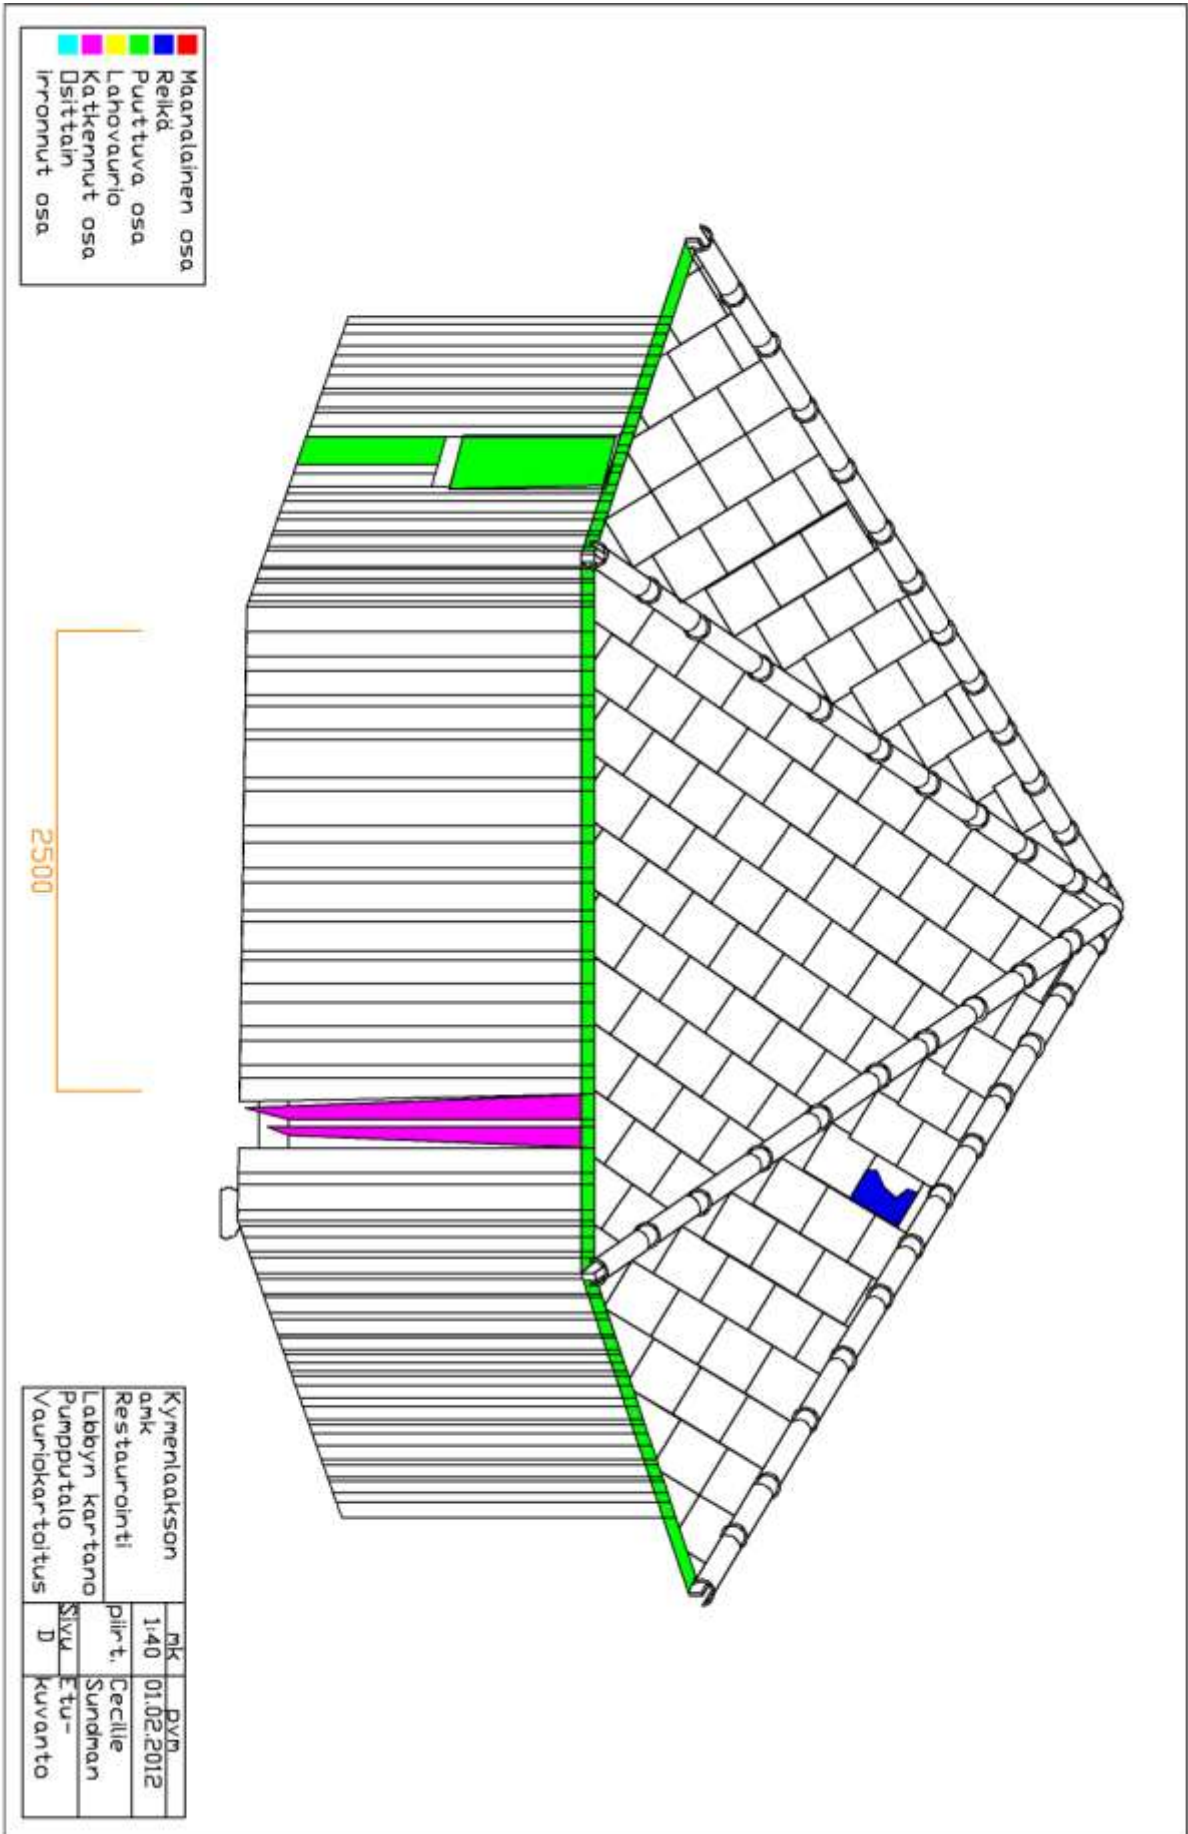 Maanalainen osa
Reikä
Puuttuva osa
Lahovaurio
Katkennut osa
Osittain
irronnut osa
2500
Kymenlaakson
amk
Restaurointi
Labbyn kartano
Pumpputalo
Vauriokartoitus
mk
pvm
1:40
01.02.2012
piirt.
Cecilie
Sundman
Sivu
D
Etu-
kuvanto